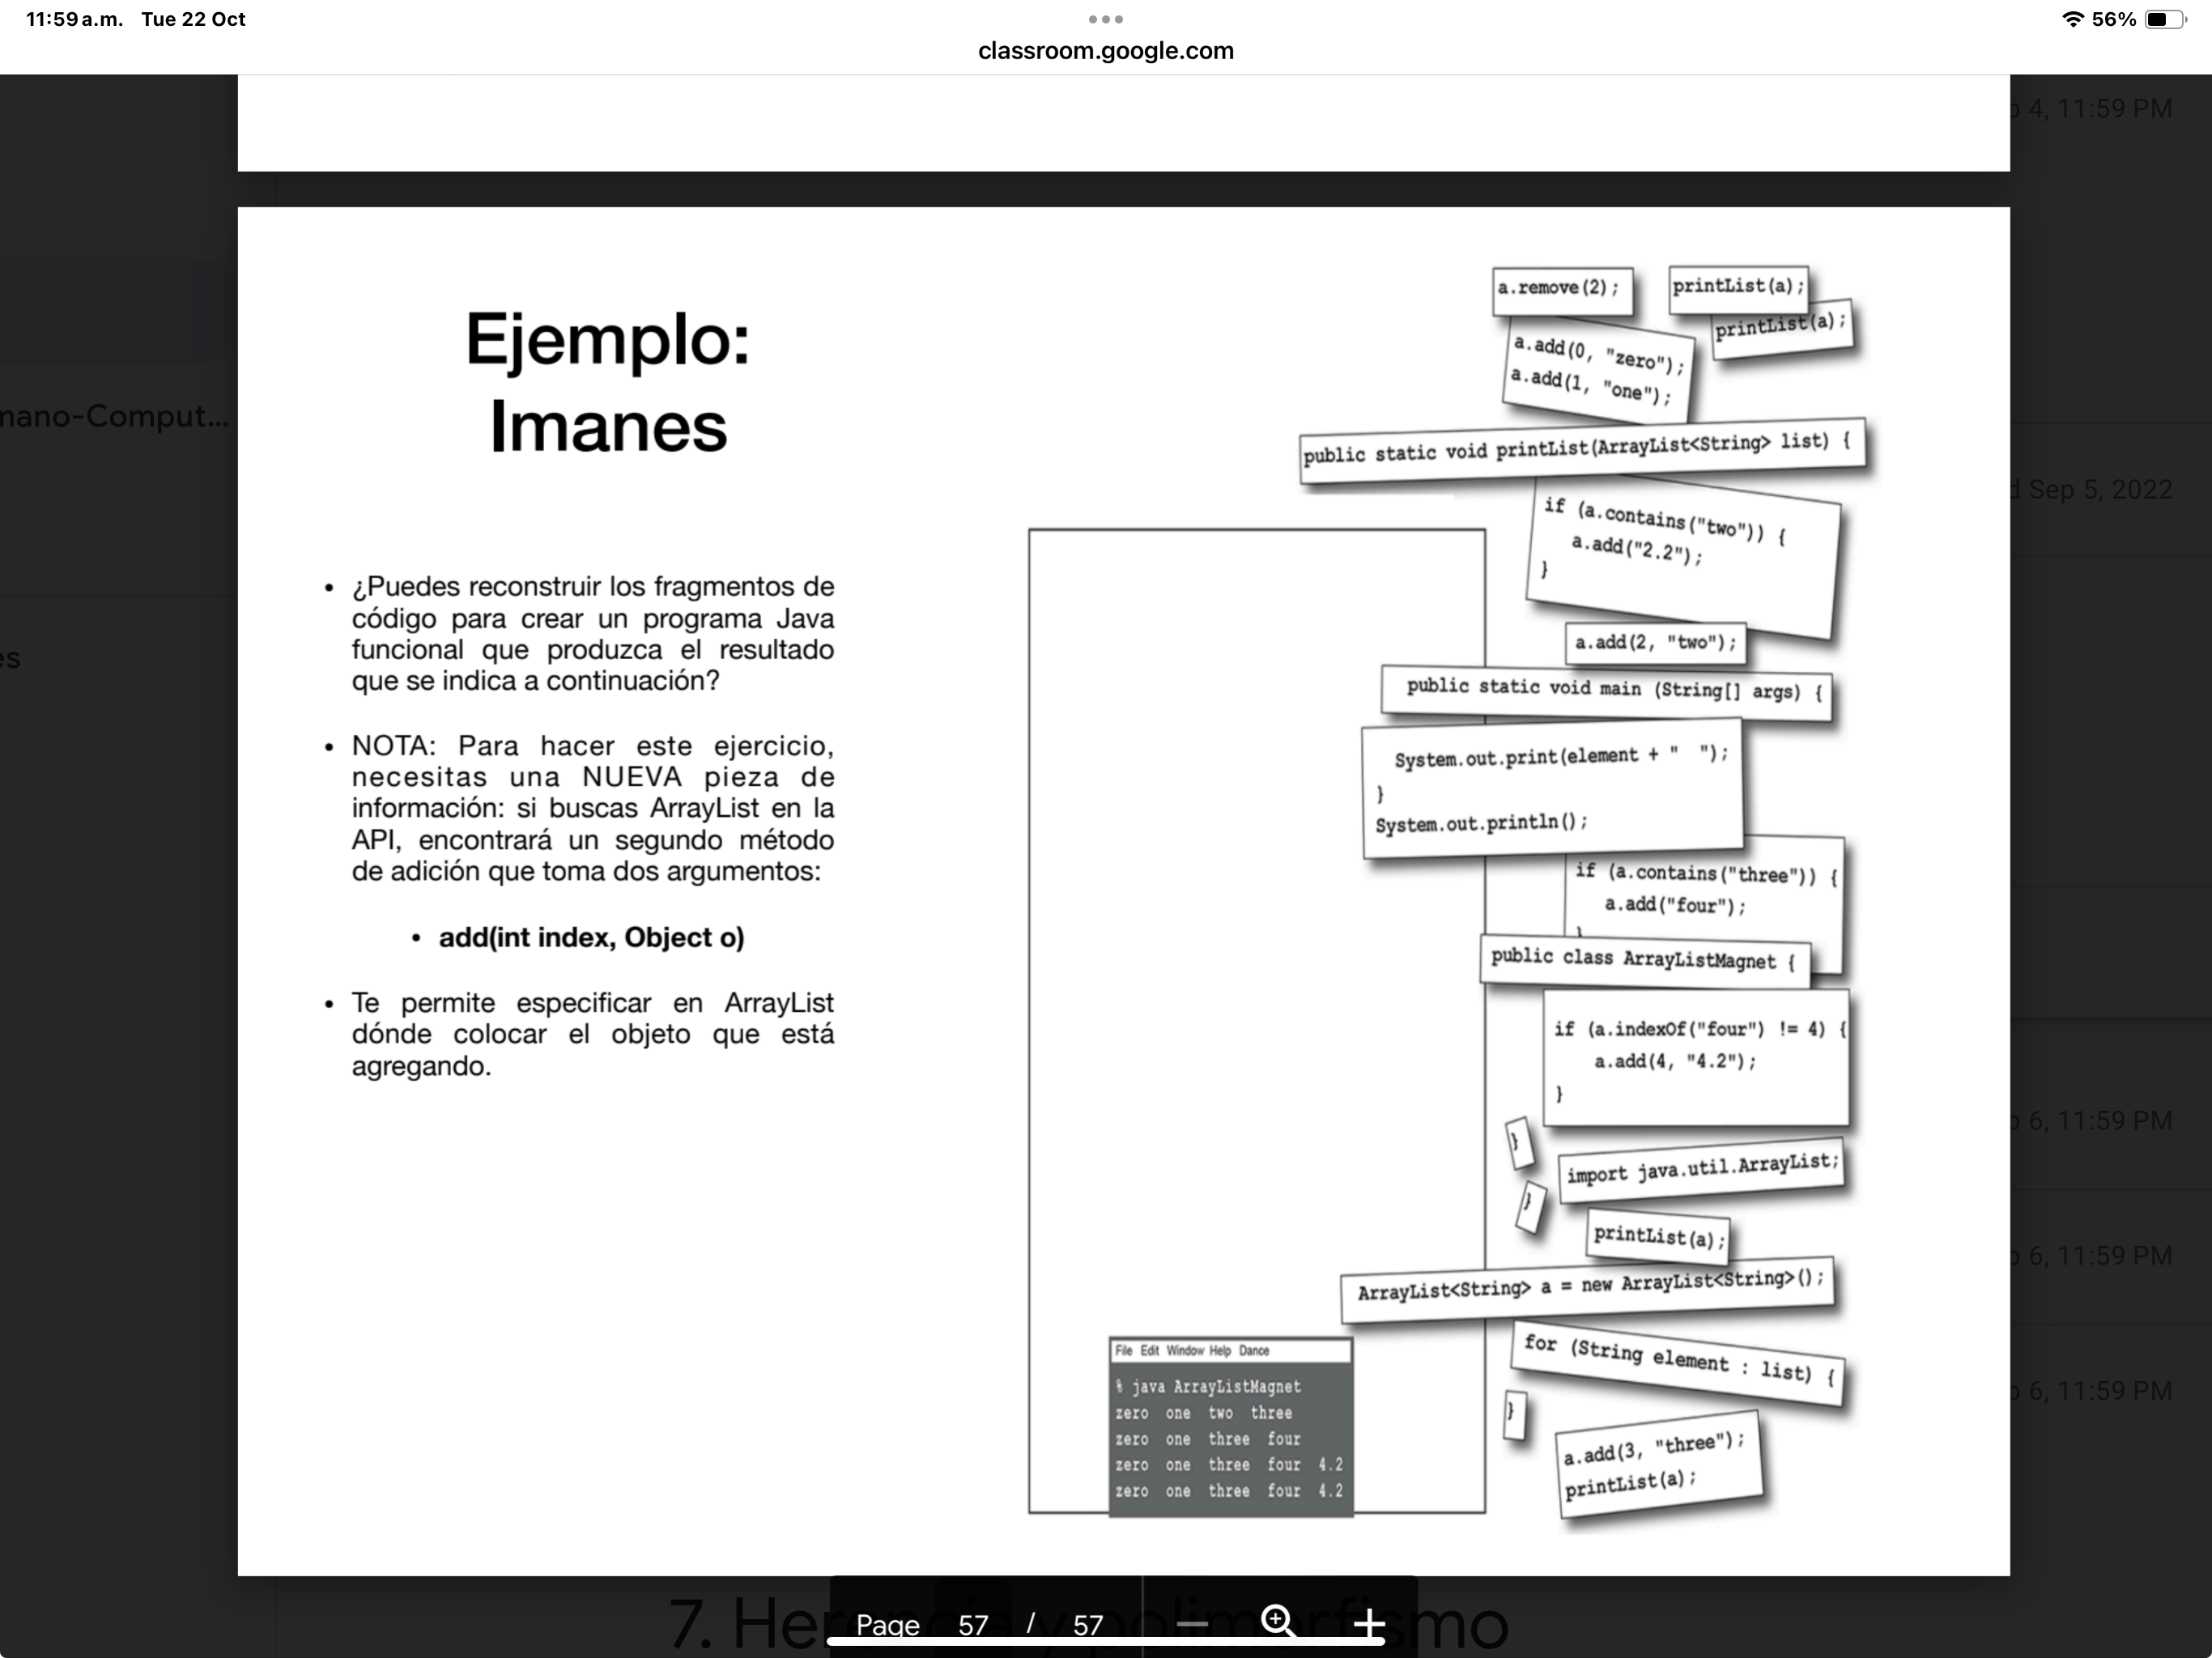 11:59 a.m. Tue 22 Oct
56%
classroom.google.com
4, 11:59 PM
mano-Comput...
Sep 5, 2022
es
6, 11:59 PM
6, 11:59 PM
6, 11:59 PM
Ejemplo:
Imanes
• ¿Puedes reconstruir los fragmentos de
código para crear un programa Java
funcional que produzca el resultado
que se indica a continuación?
• NOTA: Para hacer este ejercicio,
necesitas una NUEVA pieza de
información: si buscas ArrayList en la
API, encontrará un segundo método
de adición que toma dos argumentos:
• add(int index, Object o)
• Te permite especificar en ArrayList
dónde colocar el objeto que está
agregando.
a.remove(2);
printList(a);
printList(a);
a.add(0, "zero");
a.add(1, "one");
public static void printList(ArrayList<String> list) {
if (a.contains("two")) {
a.add("2.2");
}
a.add(2, "two");
public static void main (String[] args) {
System.out.print(element + "  ");
}
System.out.println();
if (a.contains("three")) {
a.add("four");
}
public class ArrayListMagnet {
if (a.indexOf("four") != 4) {
a.add(4, "4.2");
}
}
import java.util.ArrayList;
}
printList(a);
ArrayList<String> a = new ArrayList<String>();
for (String element : list) {
}
a.add(3, "three");
printList(a);
File Edit Window Help Dance
% java ArrayListMagnet
zero one two three
zero one three four
zero one three four 4.2
zero one three four 4.2
7. Herencia y polimorfismo
Page 57 / 57